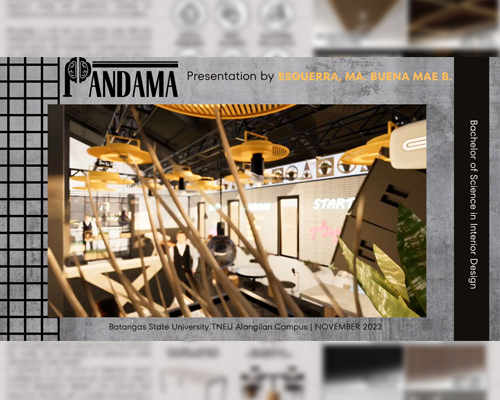 PANDAMA
Presentation by ESGUERRA, MA. BUENA MAE B.
START
Bachelor of Science in Interior Design
Batangas State University TNEU Alangilan Campus | NOVEMBER 2023